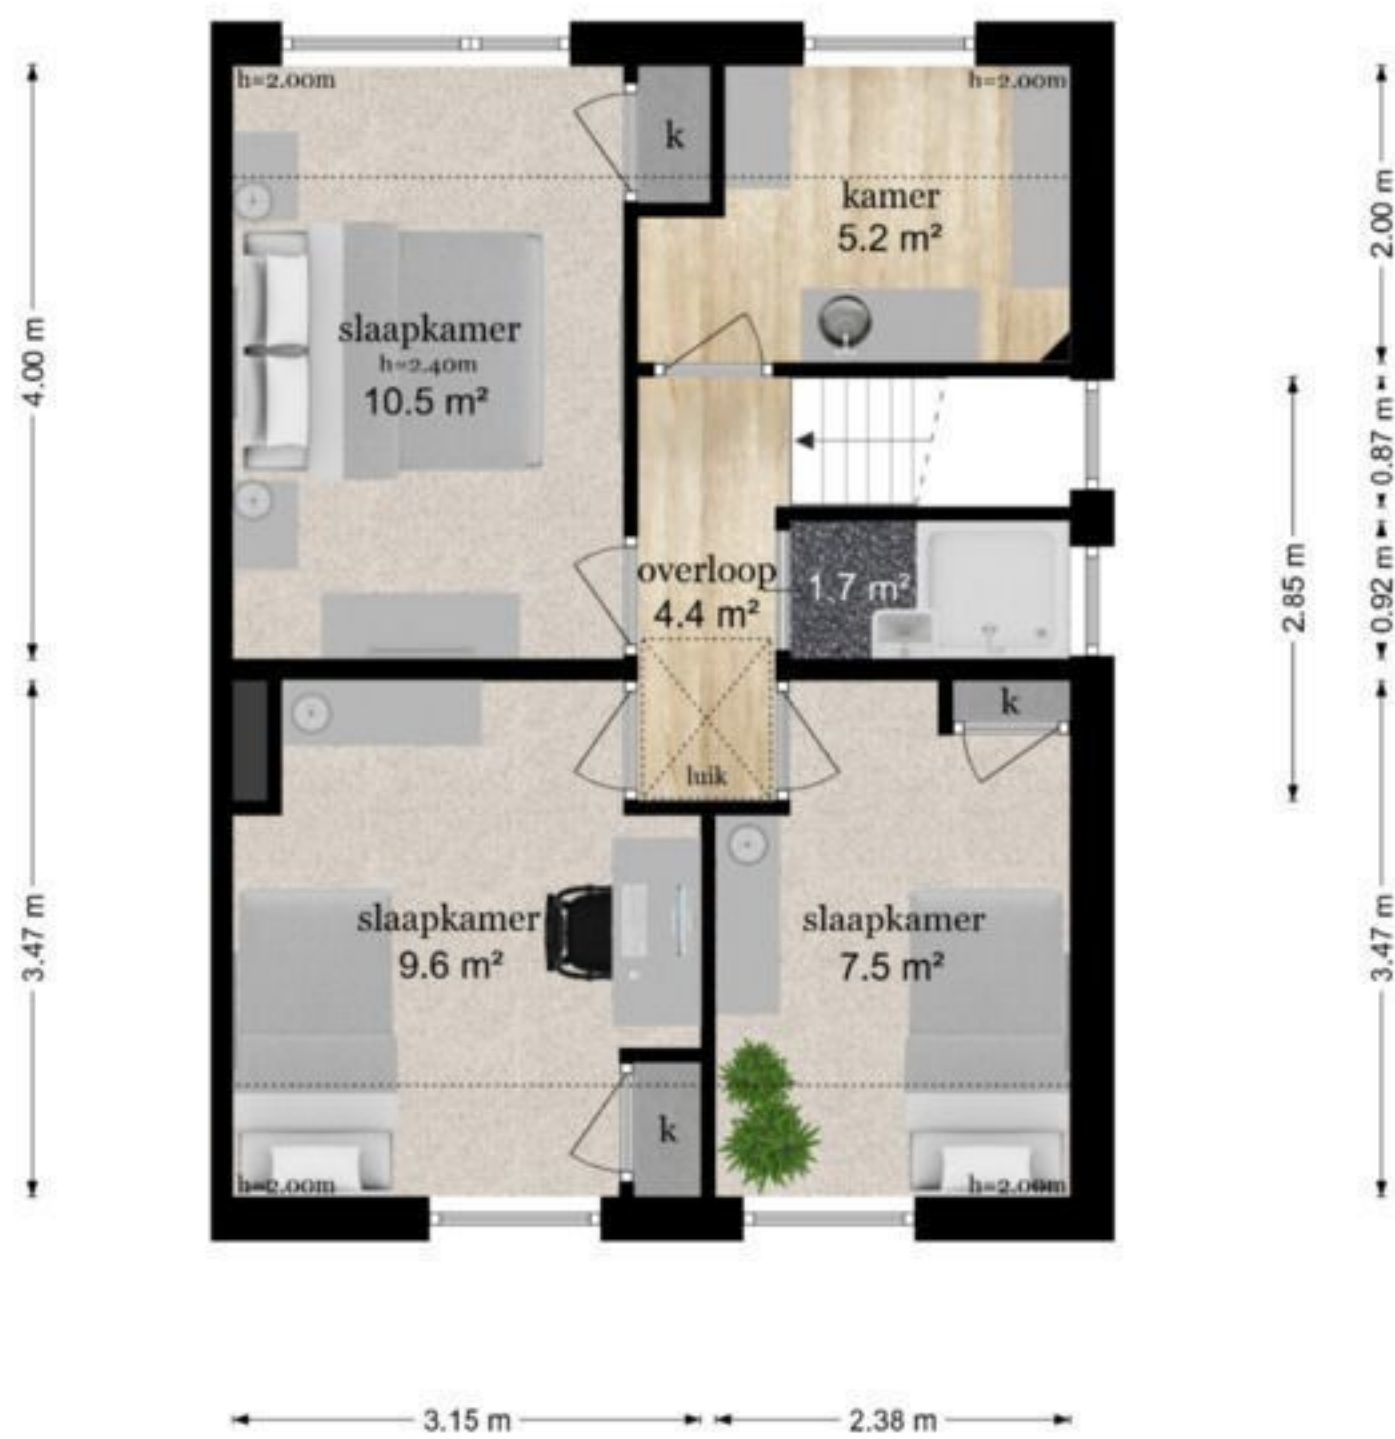 h=2.00m
h=2.00m
k
kamer
5.2 m²
slaapkamer
h=2.40m
10.5 m²
overloop
4.4 m²
1.7 m²
luik
k
slaapkamer
9.6 m²
slaapkamer
7.5 m²
k
h=2.00m
h=2.00m
4.00 m
3.47 m
2.00 m
0.87 m
0.92 m
2.85 m
3.47 m
3.15 m
2.38 m